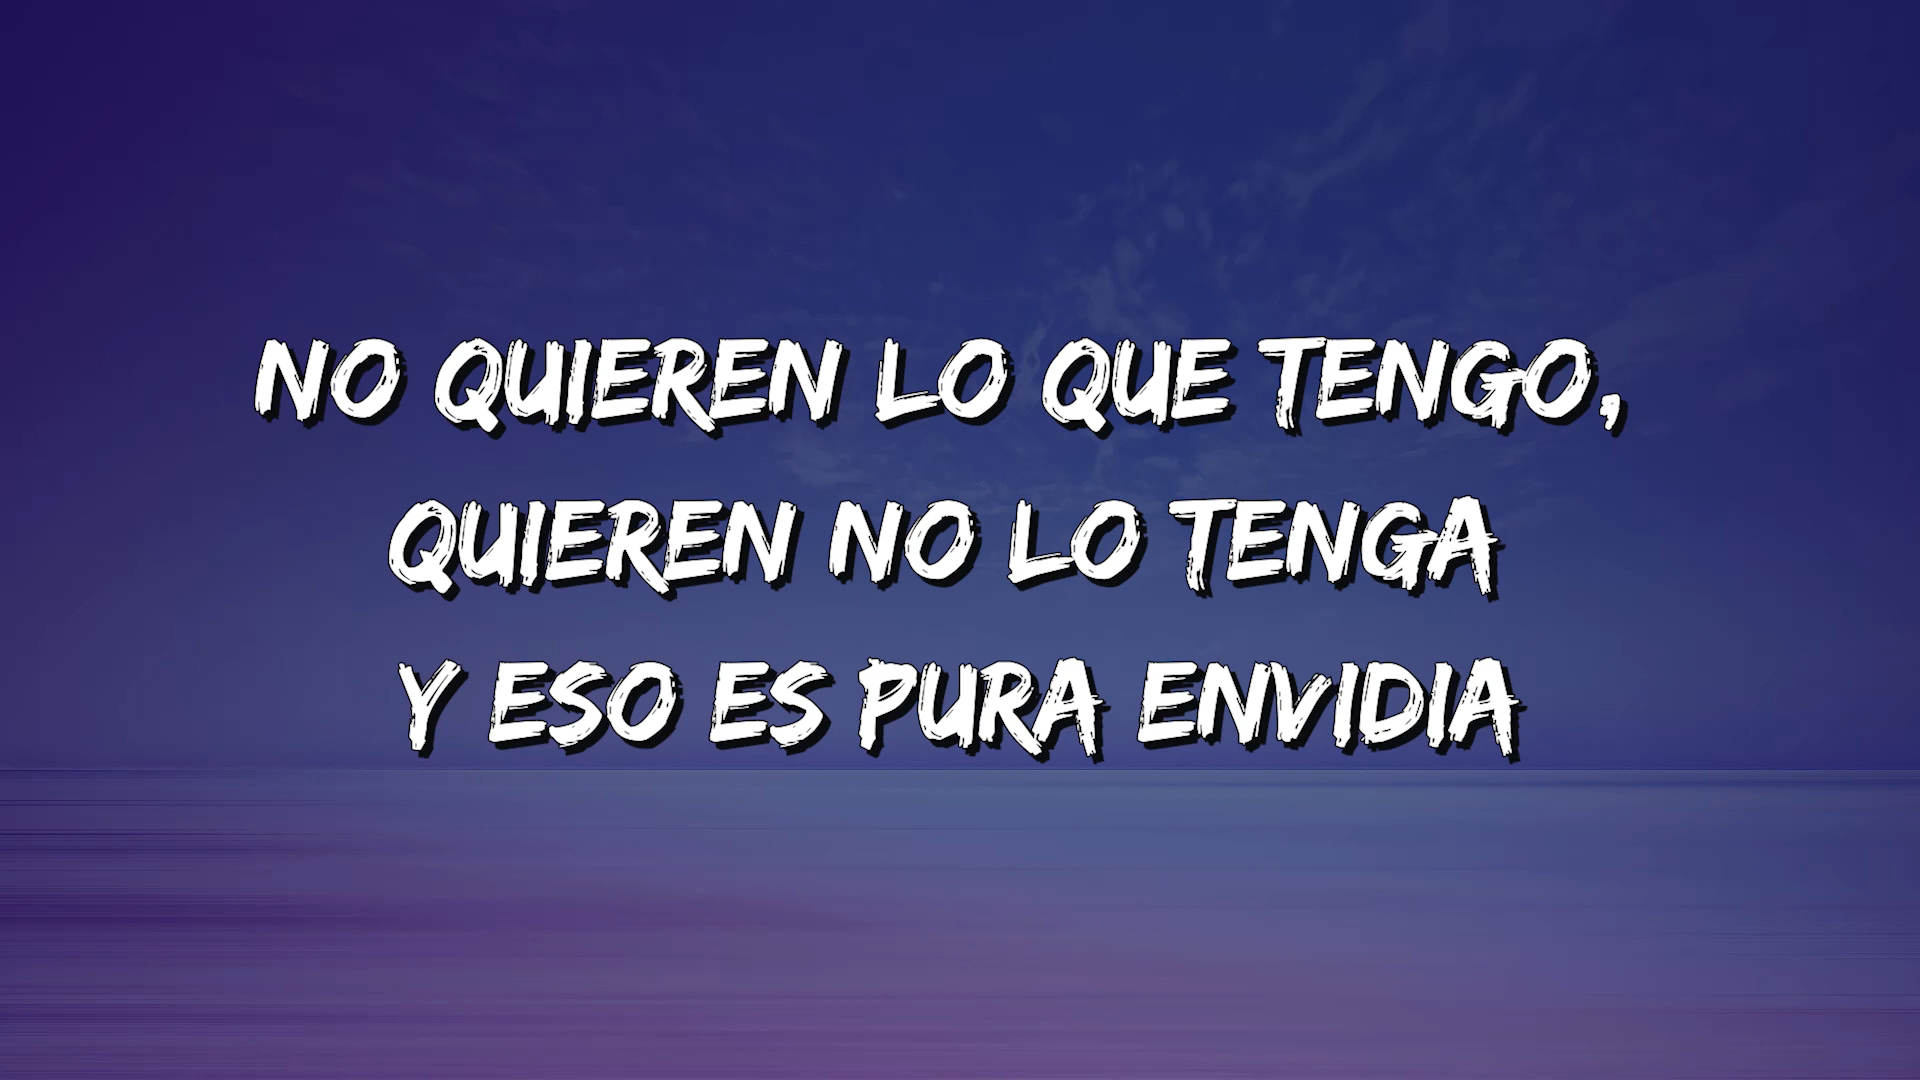 NO QUIEREN LO QUE TENGO,
QUIEREN NO LO TENGA
Y ESO ES PURA ENVIDIA